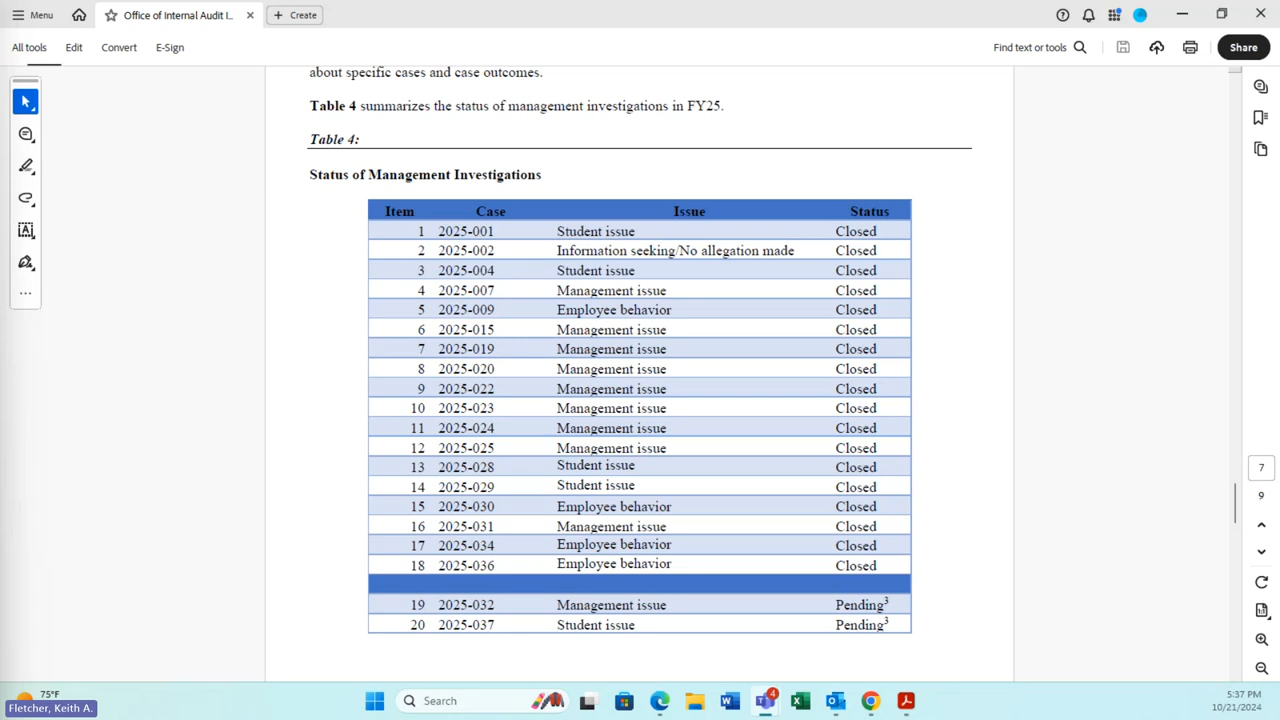 Menu
Office of Internal Audit I...
Create
All tools
Edit
Convert
E-Sign
Find text or tools
Share
about specific cases and case outcomes.
Table 4 summarizes the status of management investigations in FY25.
Table 4:
Status of Management Investigations
Item Case Issue Status
1 2025-001 Student issue Closed
2 2025-002 Information seeking/No allegation made Closed
3 2025-004 Student issue Closed
4 2025-007 Management issue Closed
5 2025-009 Employee behavior Closed
6 2025-015 Management issue Closed
7 2025-019 Management issue Closed
8 2025-020 Management issue Closed
9 2025-022 Management issue Closed
10 2025-023 Management issue Closed
11 2025-024 Management issue Closed
12 2025-025 Management issue Closed
13 2025-028 Student issue Closed
14 2025-029 Student issue Closed
15 2025-030 Employee behavior Closed
16 2025-031 Management issue Closed
17 2025-034 Employee behavior Closed
18 2025-036 Employee behavior Closed
19 2025-032 Management issue Pending³
20 2025-037 Student issue Pending³
7
9
75°F
Fletcher, Keith A.
Search
4
5:37 PM
10/21/2024